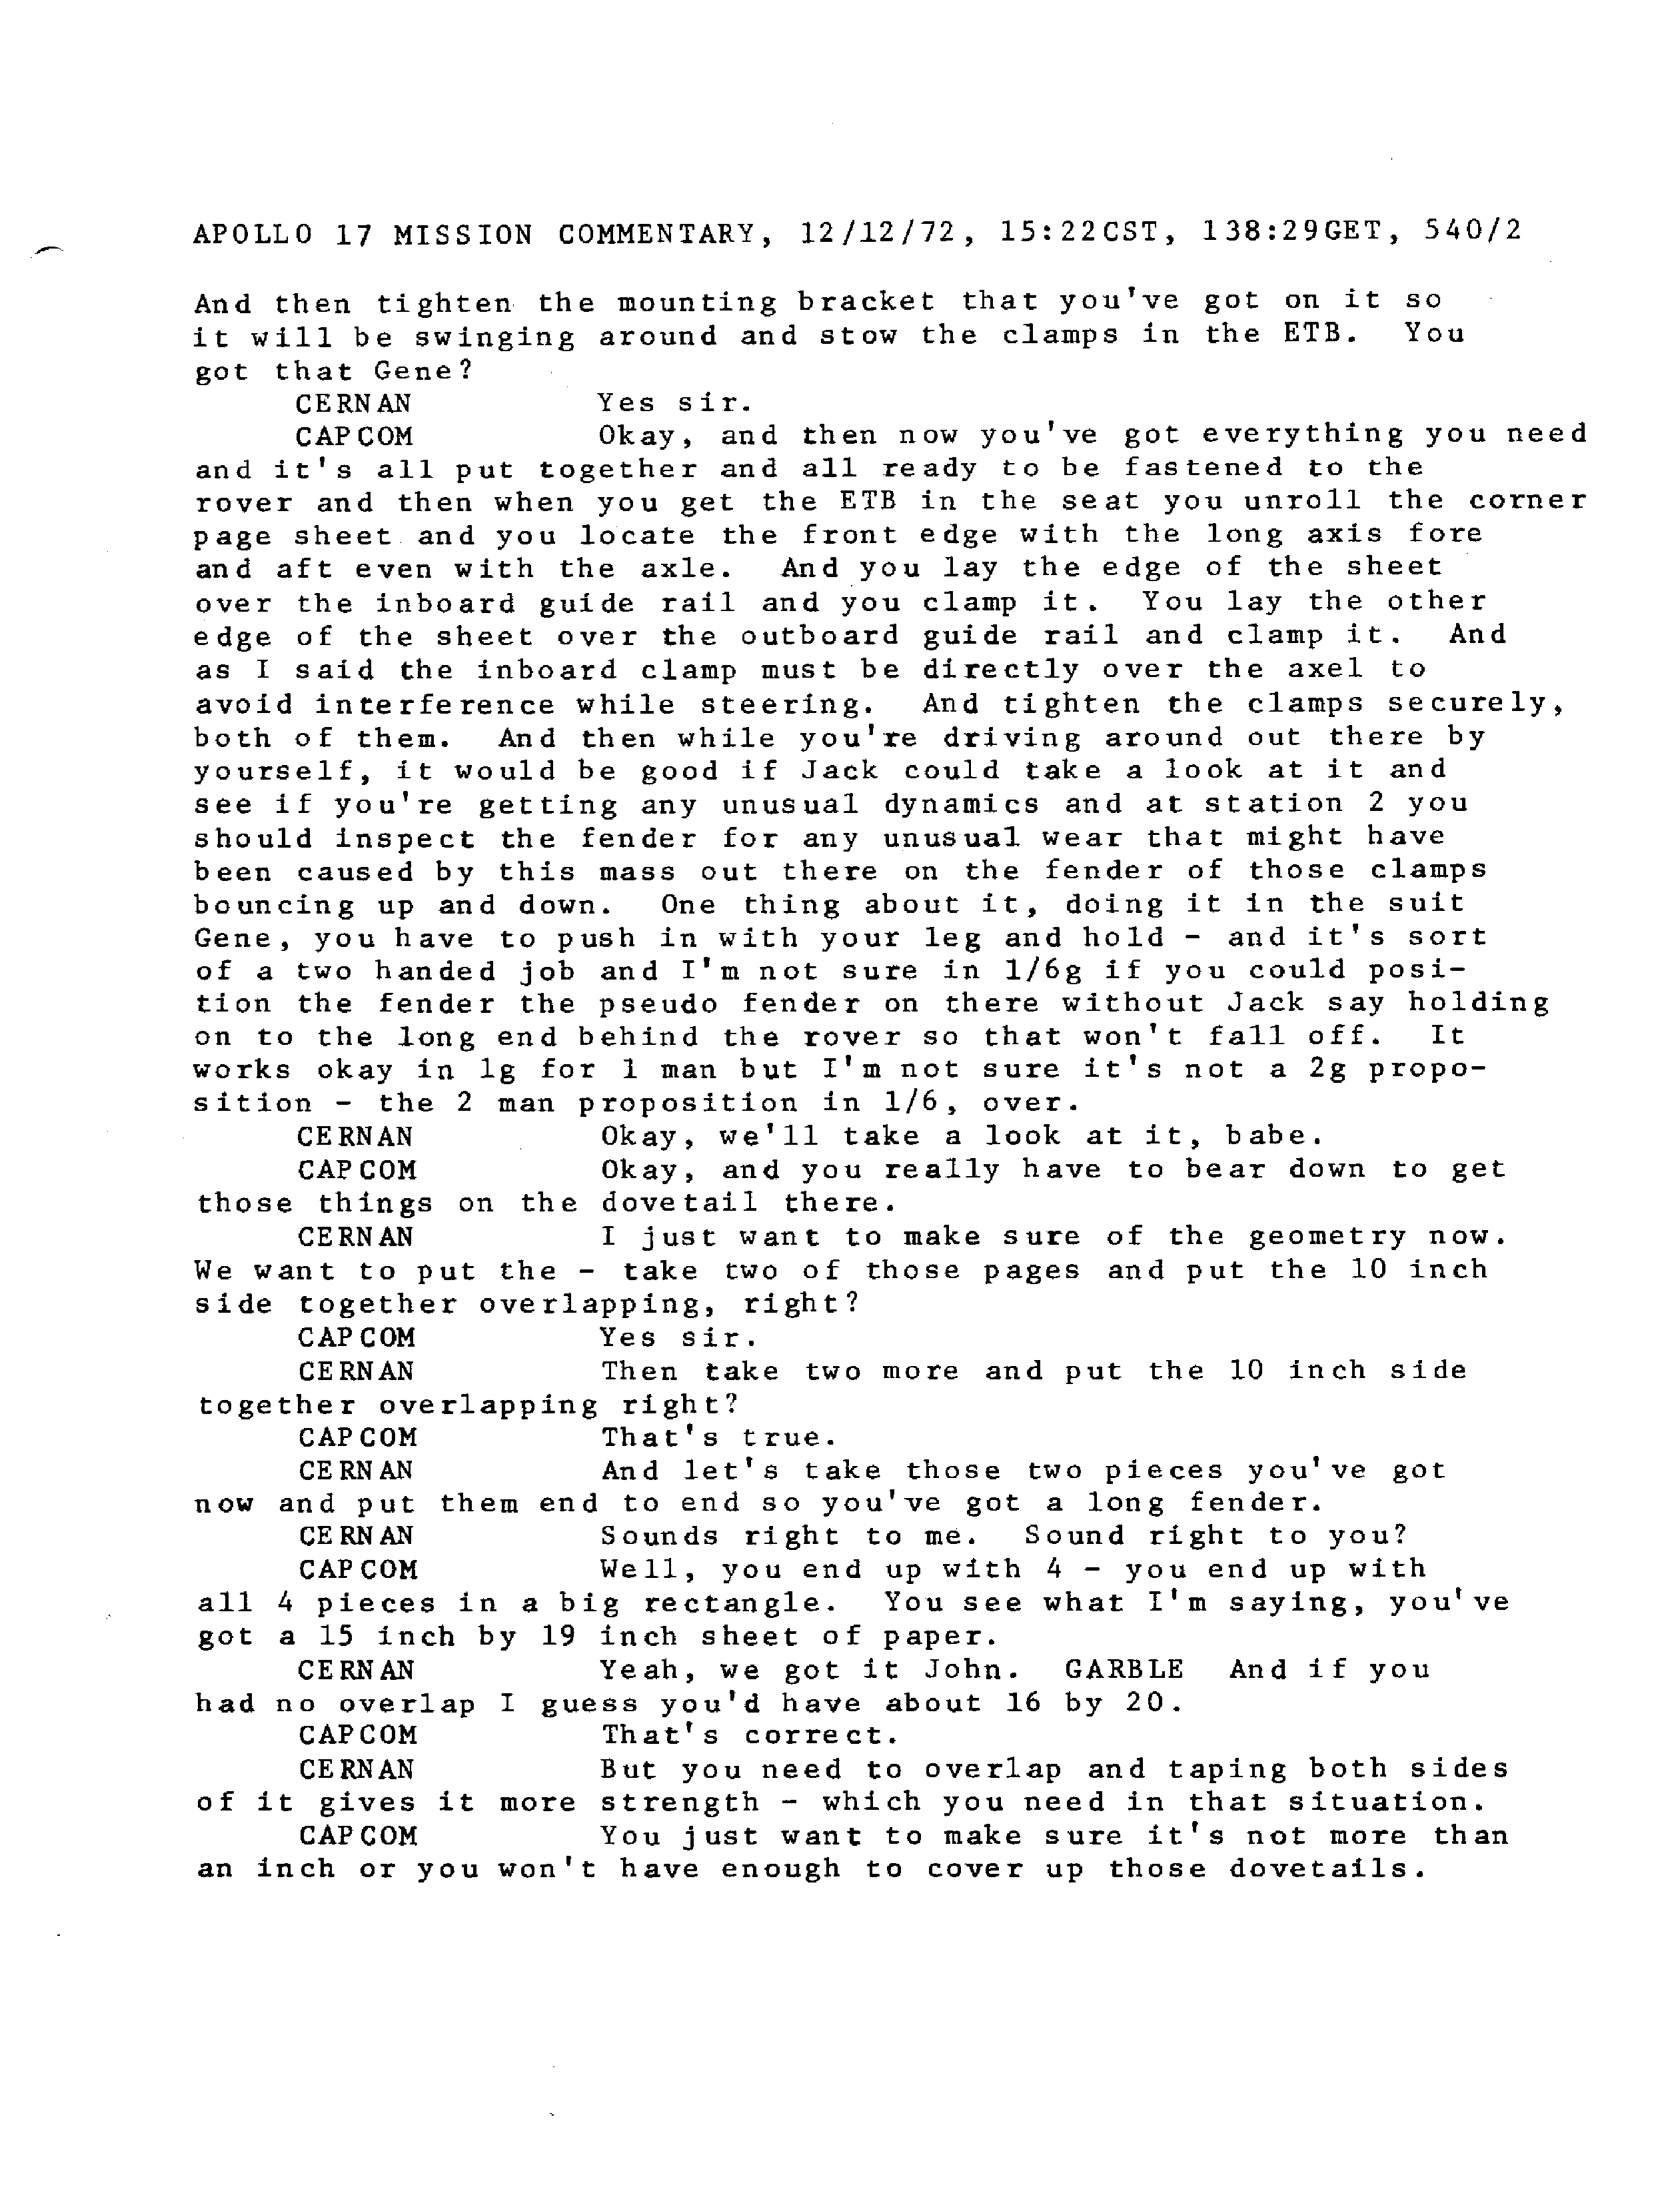 APOLLO 17 MISSION COMMENTARY, 12/12/72, 15:22CST, 138:29GET, 540/2
And then tighten the mounting bracket that you've got on it so
it will be swinging around and stow the clamps in the ETB. You
got that Gene?
CERNAN Yes sir.
CAPCOM Okay, and then now you've got everything you need
and it's all put together and all ready to be fastened to the
rover and then when you get the ETB in the seat you unroll the corner
page sheet and you locate the front edge with the long axis fore
and aft even with the axle. And you lay the edge of the sheet
over the inboard guide rail and you clamp it. You lay the other
edge of the sheet over the outboard guide rail and clamp it. And
as I said the inboard clamp must be directly over the axel to
avoid interference while steering. And tighten the clamps securely,
both of them. And then while you're driving around out there by
yourself, it would be good if Jack could take a look at it and
see if you're getting any unusual dynamics and at station 2 you
should inspect the fender for any unusual wear that might have
been caused by this mass out there on the fender of those clamps
bouncing up and down. One thing about it, doing it in the suit
Gene, you have to push in with your leg and hold - and it's sort
of a two handed job and I'm not sure in 1/6g if you could posi-
tion the fender the pseudo fender on there without Jack say holding
on to the long end behind the rover so that won't fall off. It
works okay in 1g for 1 man but I'm not sure it's not a 2g propo-
sition - the 2 man proposition in 1/6, over.
CERNAN Okay, we'll take a look at it, babe.
CAPCOM Okay, and you really have to bear down to get
those things on the dovetail there.
CERNAN I just want to make sure of the geometry now.
We want to put the - take two of those pages and put the 10 inch
side together overlapping, right?
CAPCOM Yes sir.
CERNAN Then take two more and put the 10 inch side
together overlapping right?
CAPCOM That's true.
CERNAN And let's take those two pieces you've got
now and put them end to end so you've got a long fender.
CERNAN Sounds right to me. Sound right to you?
CAPCOM Well, you end up with 4 - you end up with
all 4 pieces in a big rectangle. You see what I'm saying, you've
got a 15 inch by 19 inch sheet of paper.
CERNAN Yeah, we got it John. GARBLE And if you
had no overlap I guess you'd have about 16 by 20.
CAPCOM That's correct.
CERNAN But you need to overlap and taping both sides
of it gives it more strength - which you need in that situation.
CAPCOM You just want to make sure it's not more than
an inch or you won't have enough to cover up those dovetails.